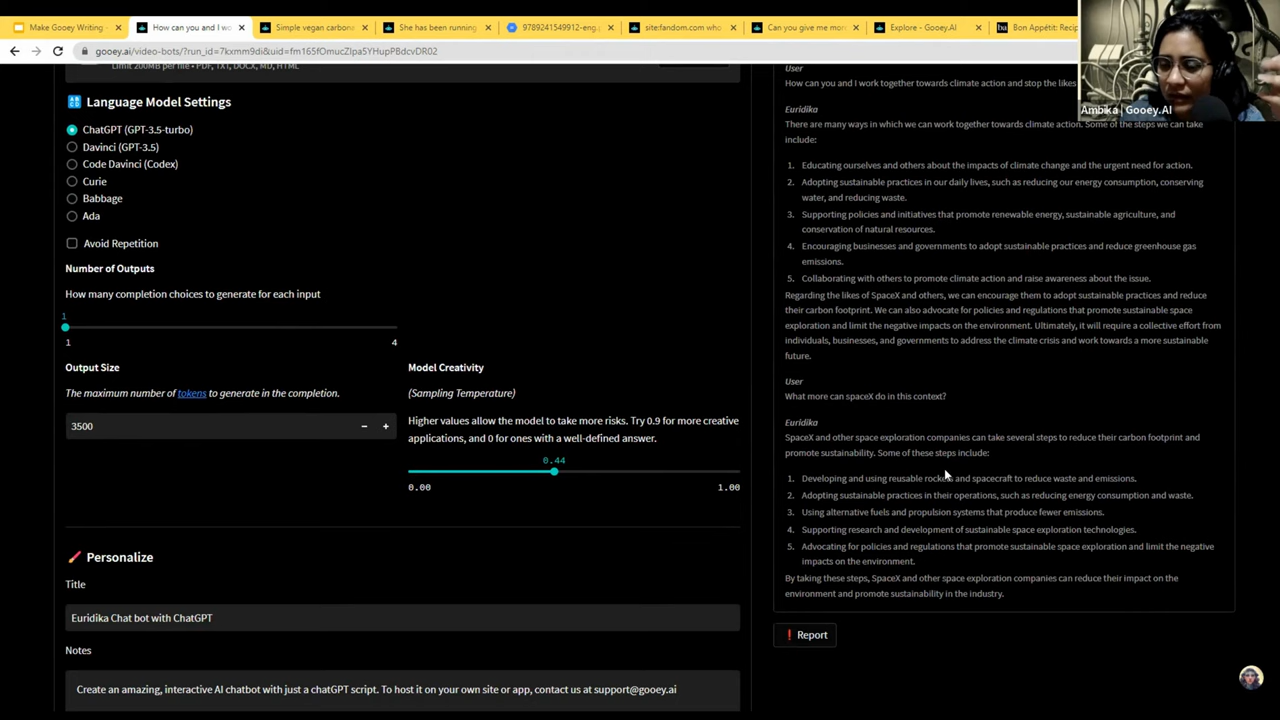 Make Gooey Writing -
How can you and I wo
Simple vegan carbona
She has been running
9789241549912-eng.p
site:fandom.com who
Can you give me more
Explore - Gooey.AI
Bon Appétit: Recip
gooey.ai/video-bots/?run_id=7kxmm9di&uid=fm165fOmucZlpa5YHupPBdcvDR02
Limit 200MB per file • PDF, TXT, DOCX, MD, HTML
Language Model Settings
ChatGPT (GPT-3.5-turbo)
Davinci (GPT-3.5)
Code Davinci (Codex)
Curie
Babbage
Ada
Avoid Repetition
Number of Outputs
How many completion choices to generate for each input
1
1
4
Output Size
The maximum number of tokens to generate in the completion.
3500
Model Creativity
(Sampling Temperature)
Higher values allow the model to take more risks. Try 0.9 for more creative
applications, and 0 for ones with a well-defined answer.
0.44
0.00
1.00
Personalize
Title
Euridika Chat bot with ChatGPT
Notes
Create an amazing, interactive AI chatbot with just a chatGPT script. To host it on your own site or app, contact us at support@gooey.ai
User
How can you and I work together towards climate action and stop the likes
Euridika
There are many ways in which we can work together towards climate action. Some of the steps we can take
include:
1. Educating ourselves and others about the impacts of climate change and the urgent need for action.
2. Adopting sustainable practices in our daily lives, such as reducing our energy consumption, conserving
water, and reducing waste.
3. Supporting policies and initiatives that promote renewable energy, sustainable agriculture, and
conservation of natural resources.
4. Encouraging businesses and governments to adopt sustainable practices and reduce greenhouse gas
emissions.
5. Collaborating with others to promote climate action and raise awareness about the issue.
Regarding the likes of SpaceX and others, we can encourage them to adopt sustainable practices and reduce
their carbon footprint. We can also advocate for policies and regulations that promote sustainable space
exploration and limit the negative impacts on the environment. Ultimately, it will require a collective effort from
individuals, businesses, and governments to address the climate crisis and work towards a more sustainable
future.
User
What more can spaceX do in this context?
Euridika
SpaceX and other space exploration companies can take several steps to reduce their carbon footprint and
promote sustainability. Some of these steps include:
1. Developing and using reusable rockets and spacecraft to reduce waste and emissions.
2. Adopting sustainable practices in their operations, such as reducing energy consumption and waste.
3. Using alternative fuels and propulsion systems that produce fewer emissions.
4. Supporting research and development of sustainable space exploration technologies.
5. Advocating for policies and regulations that promote sustainable space exploration and limit the negative
impacts on the environment.
By taking these steps, SpaceX and other space exploration companies can reduce their impact on the
environment and promote sustainability in the industry.
Report
Ambika | Gooey.AI